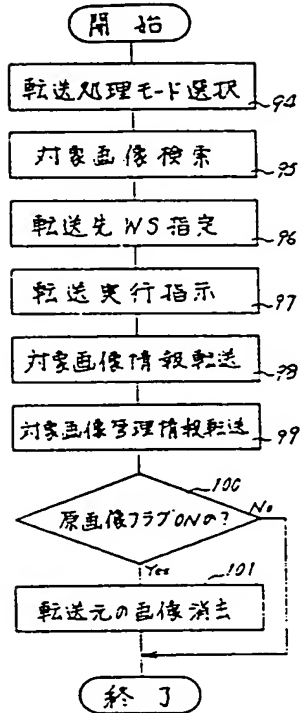 開始
転送処理モード選択
94
対象画像検索
95
転送先WS指定
96
転送実行指示
97
対象画像情報転送
98
対象画像管理情報転送
99
100
原画像フラグONの?
No
Yes
101
転送元の画像消去
終了